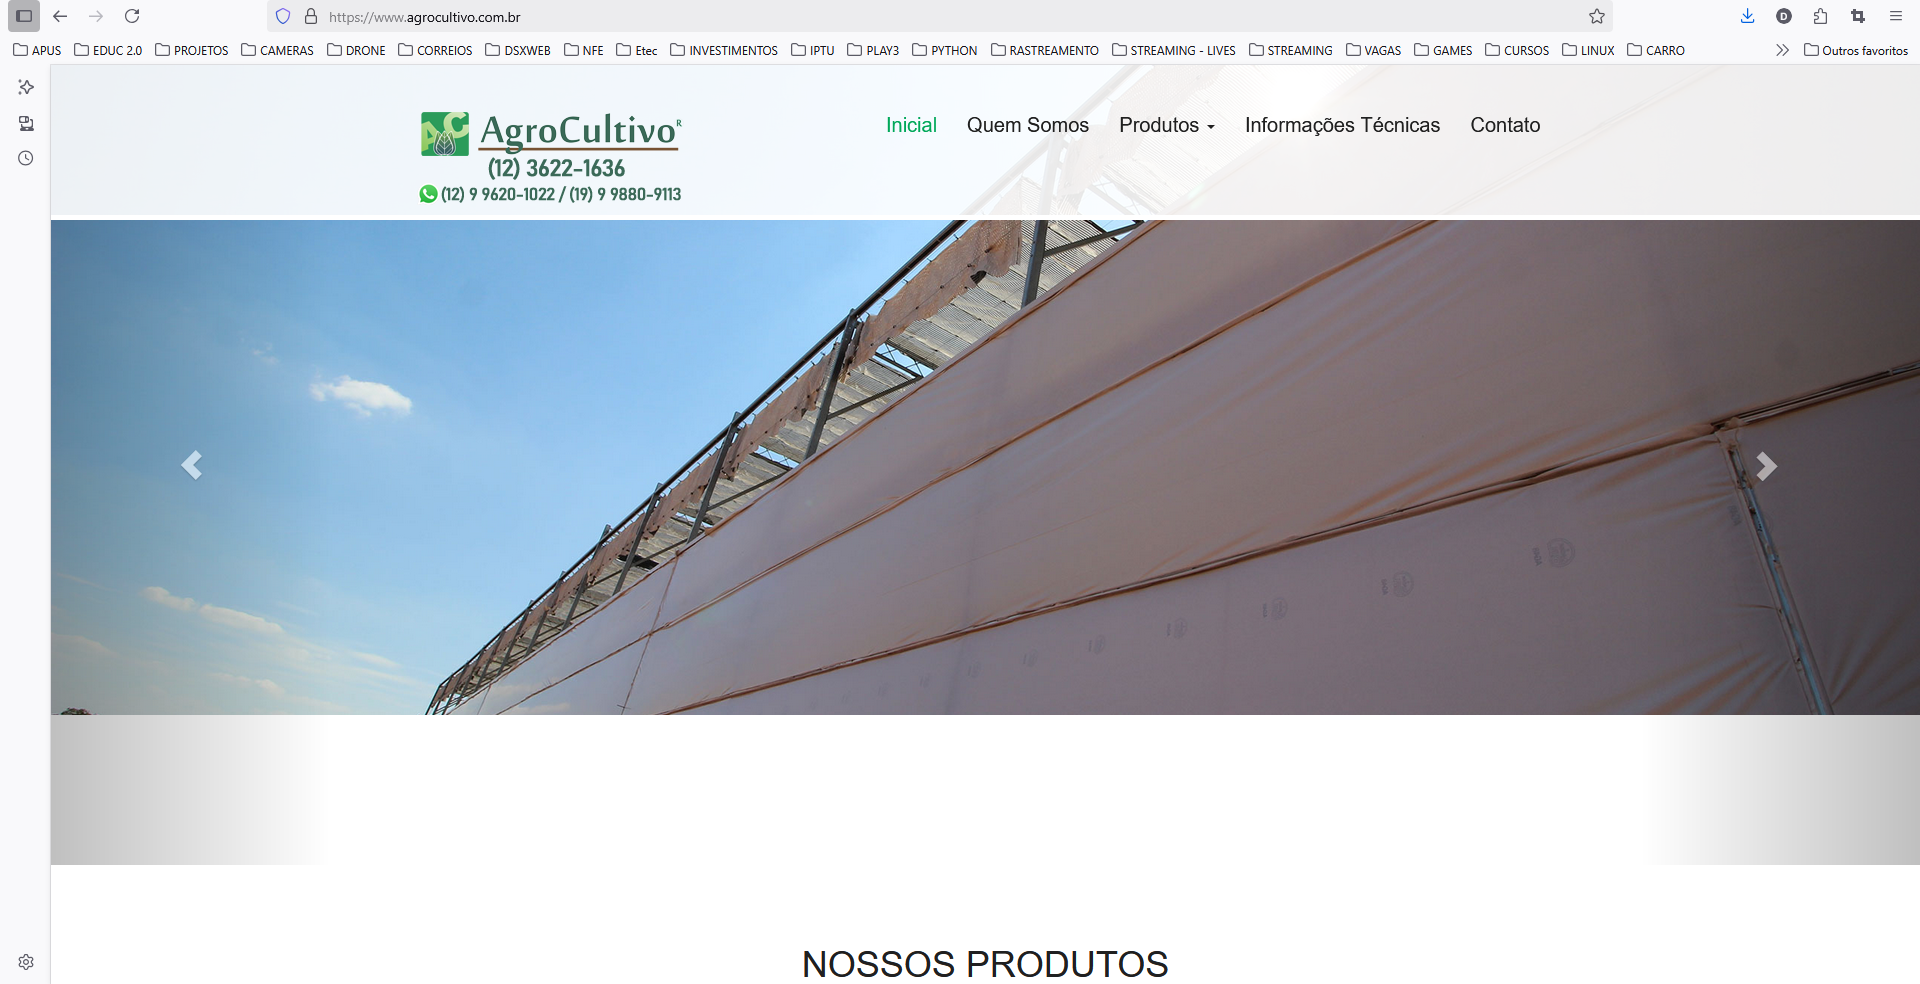 https://www.agrocultivo.com.br
D
APUS EDUC 2.0 PROJETOS CAMERAS DRONE CORREIOS DSXWEB NFE Etec INVESTIMENTOS IPTU PLAY3 PYTHON RASTREAMENTO STREAMING - LIVES STREAMING VAGAS GAMES CURSOS LINUX CARRO Outros favoritos
AC AgroCultivo R
(12) 3622-1636
(12) 9 9620-1022 / (19) 9 9880-9113
Inicial Quem Somos Produtos Informações Técnicas Contato
NOSSOS PRODUTOS